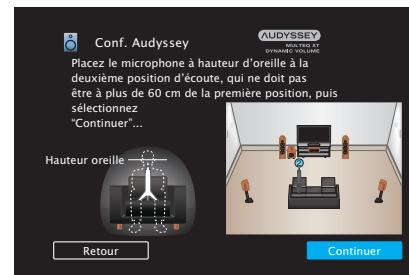 Conf. Audyssey
AUDYSSEY
MULTEQ XT
DYNAMIC VOLUME
Placez le microphone à hauteur d'oreille à la
deuxième position d'écoute, qui ne doit pas
être à plus de 60 cm de la première position, puis
sélectionnez
“Continuer”...
Hauteur oreille
2
Retour
Continuer